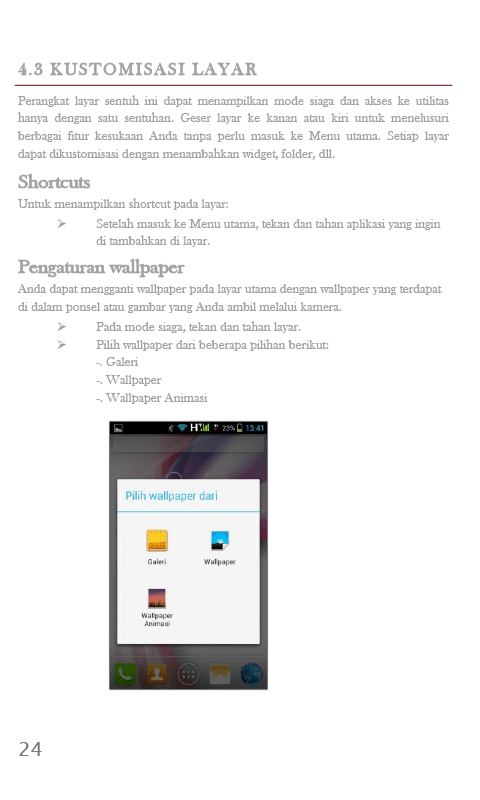 4.3 KUSTOMISASI LAYAR
Perangkat layar sentuh ini dapat menampilkan mode siaga dan akses ke utilitas
hanya dengan satu sentuhan. Geser layar ke kanan atau kiri untuk menelusuri
berbagai fitur kesukaan Anda tanpa perlu masuk ke Menu utama. Setiap layar
dapat dikustomisasi dengan menambahkan widget, folder, dll.
Shortcuts
Untuk menampilkan shortcut pada layar:
➢ Setelah masuk ke Menu utama, tekan dan tahan aplikasi yang ingin
di tambahkan di layar.
Pengaturan wallpaper
Anda dapat mengganti wallpaper pada layar utama dengan wallpaper yang terdapat
di dalam ponsel atau gambar yang Anda ambil melalui kamera.
➢ Pada mode siaga, tekan dan tahan layar.
➢ Pilih wallpaper dari beberapa pilihan berikut:
-. Galeri
-. Wallpaper
-. Wallpaper Animasi
H 23% 13:41
Pilih wallpaper dari
Galeri Wallpaper
Wallpaper
Animasi
24